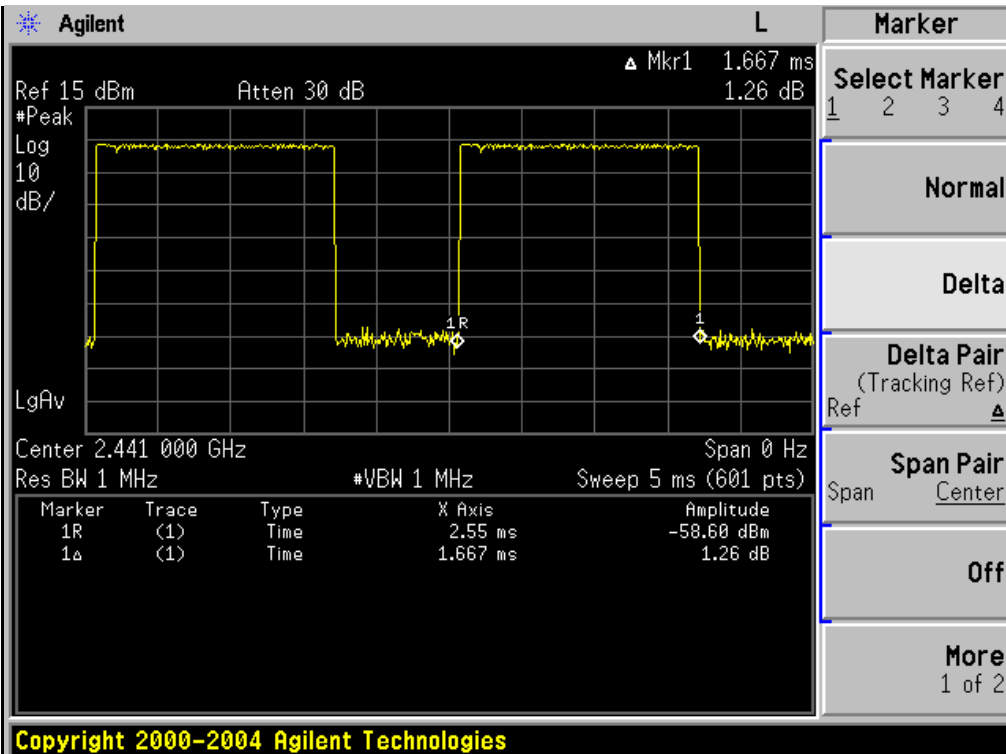 Agilent L Marker
Δ Mkr1 1.667 ms
Ref 15 dBm Atten 30 dB 1.26 dB
#Peak
Log
10
dB/
1R 1
LgAv
Center 2.441 000 GHz Span 0 Hz
Res BW 1 MHz #VBW 1 MHz Sweep 5 ms (601 pts)
Marker Trace Type X Axis Amplitude
1R (1) Time 2.55 ms -58.60 dBm
1Δ (1) Time 1.667 ms 1.26 dB
Select Marker
1 2 3 4
Normal
Delta
Delta Pair
(Tracking Ref)
Ref Δ
Span Pair
Span Center
Off
More
1 of 2
Copyright 2000-2004 Agilent Technologies